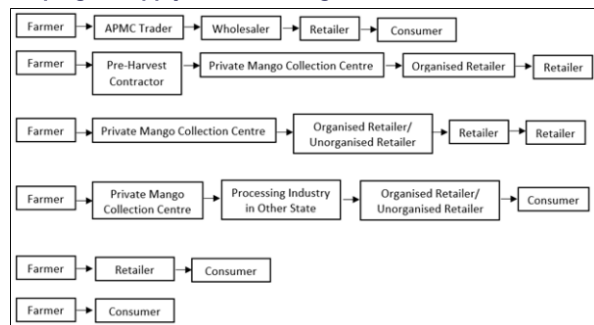 Farmer APMC Trader Wholesaler Retailer Consumer
Farmer Pre-Harvest Contractor Private Mango Collection Centre Organised Retailer Retailer
Farmer Private Mango Collection Centre Organised Retailer/ Unorganised Retailer Retailer Retailer
Farmer Private Mango Collection Centre Processing Industry in Other State Organised Retailer/ Unorganised Retailer Consumer
Farmer Retailer Consumer
Farmer Consumer